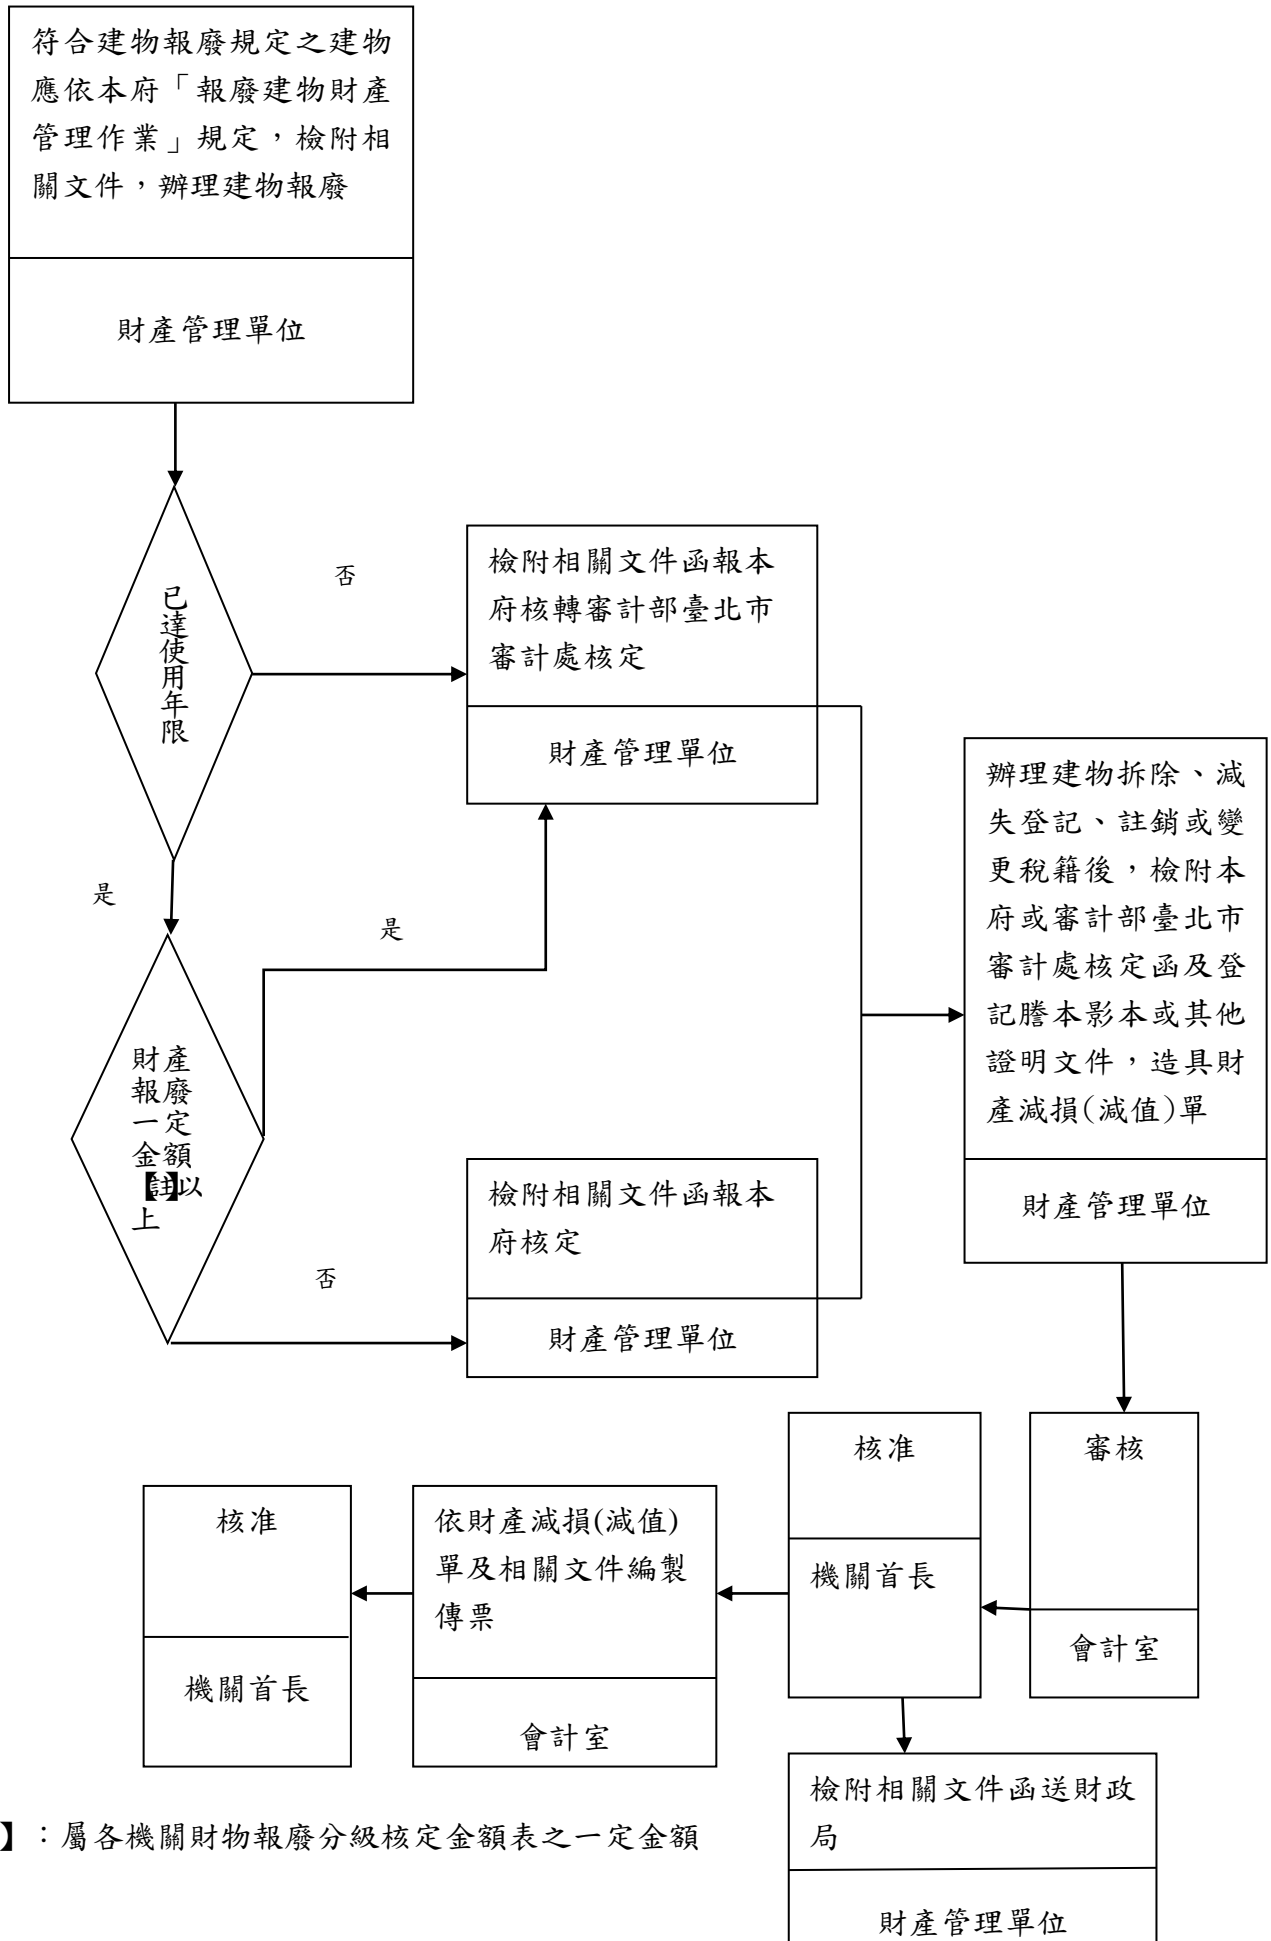 符合建物報廢規定之建物
應依本府「報廢建物財產
管理作業」規定，檢附相
關文件，辦理建物報廢
財產管理單位
已達使用年限
否
檢附相關文件函報本
府核轉審計部臺北市
審計處核定
財產管理單位
是
是
財產
報廢
一定
金額
【註】以
上
否
檢附相關文件函報本
府核定
財產管理單位
辦理建物拆除、減
失登記、註銷或變
更稅籍後，檢附本
府或審計部臺北市
審計處核定函及登
記謄本影本或其他
證明文件，造具財
產減損(減值)單
財產管理單位
審核
會計室
核准
機關首長
依財產減損(減值)
單及相關文件編製
傳票
會計室
核准
機關首長
檢附相關文件函送財政
局
財產管理單位
】：屬各機關財物報廢分級核定金額表之一定金額